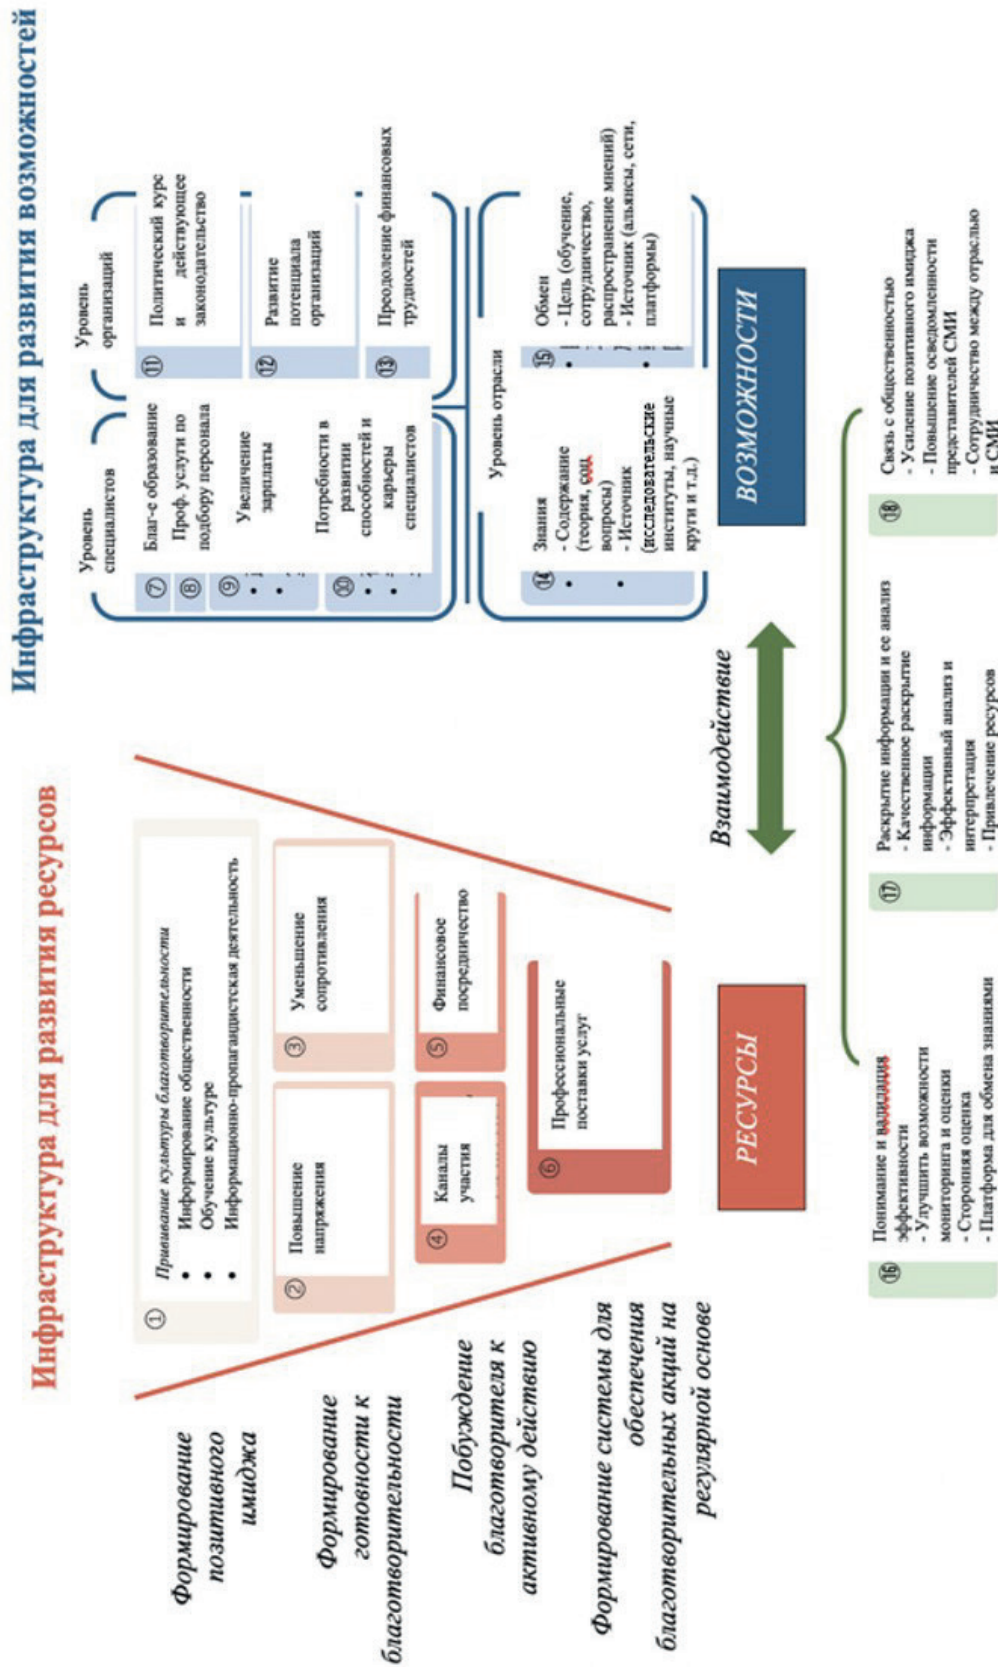 Инфраструктура для развития ресурсов
Инфраструктура для развития возможностей
Формирование
позитивного
имиджа
① Прививание культуры благотворительности
• Информирование общественности
• Обучение культуре
• Информационно-пропагандистская деятельность
Формирование
готовности к
благотворительности
② Повышение
напряжения
③ Уменьшение
сопротивления
Побуждение
благотворителя к
активному действию
④ Каналы
участия
⑤ Финансовое
посредничество
Формирование системы для
обеспечения
благотворительных акций на
регулярной основе
⑥ Профессиональные
поставки услуг
РЕСУРСЫ
Взаимодействие
Уровень
специалистов
⑦ Благ-е образование
⑧ Проф. услуги по
подбору персонала
⑨ Увеличение
зарплаты
⑩ Потребности в
развитии
способностей и
карьеры
специалистов
Уровень
организаций
⑪ Политический курс
и действующее
законодательство
⑫ Развитие
потенциала
организаций
⑬ Преодоление финансовых
трудностей
Уровень отрасли
⑭ Знания
- Содержание
(теория, соц
вопросы)
- Источник
(исследовательские
институты, научные
круги и т.д.)
⑮ Обмен
- Цель (обучение,
сотрудничество,
распространение мнений)
- Источник (альянсы, сети,
платформы)
ВОЗМОЖНОСТИ
⑯ Понимание и валидация
эффективности
- Улучшить возможности
мониторинга и оценки
- Сторонняя оценка
- Платформа для обмена знаниями
⑰ Раскрытие информации и ее анализ
- Качественное раскрытие
информации
- Эффективный анализ и
интерпретация
- Привлечение ресурсов
⑱ Связь с общественностью
- Усиление позитивного имиджа
- Повышение осведомленности
представителей СМИ
- Сотрудничество между отраслью
и СМИ